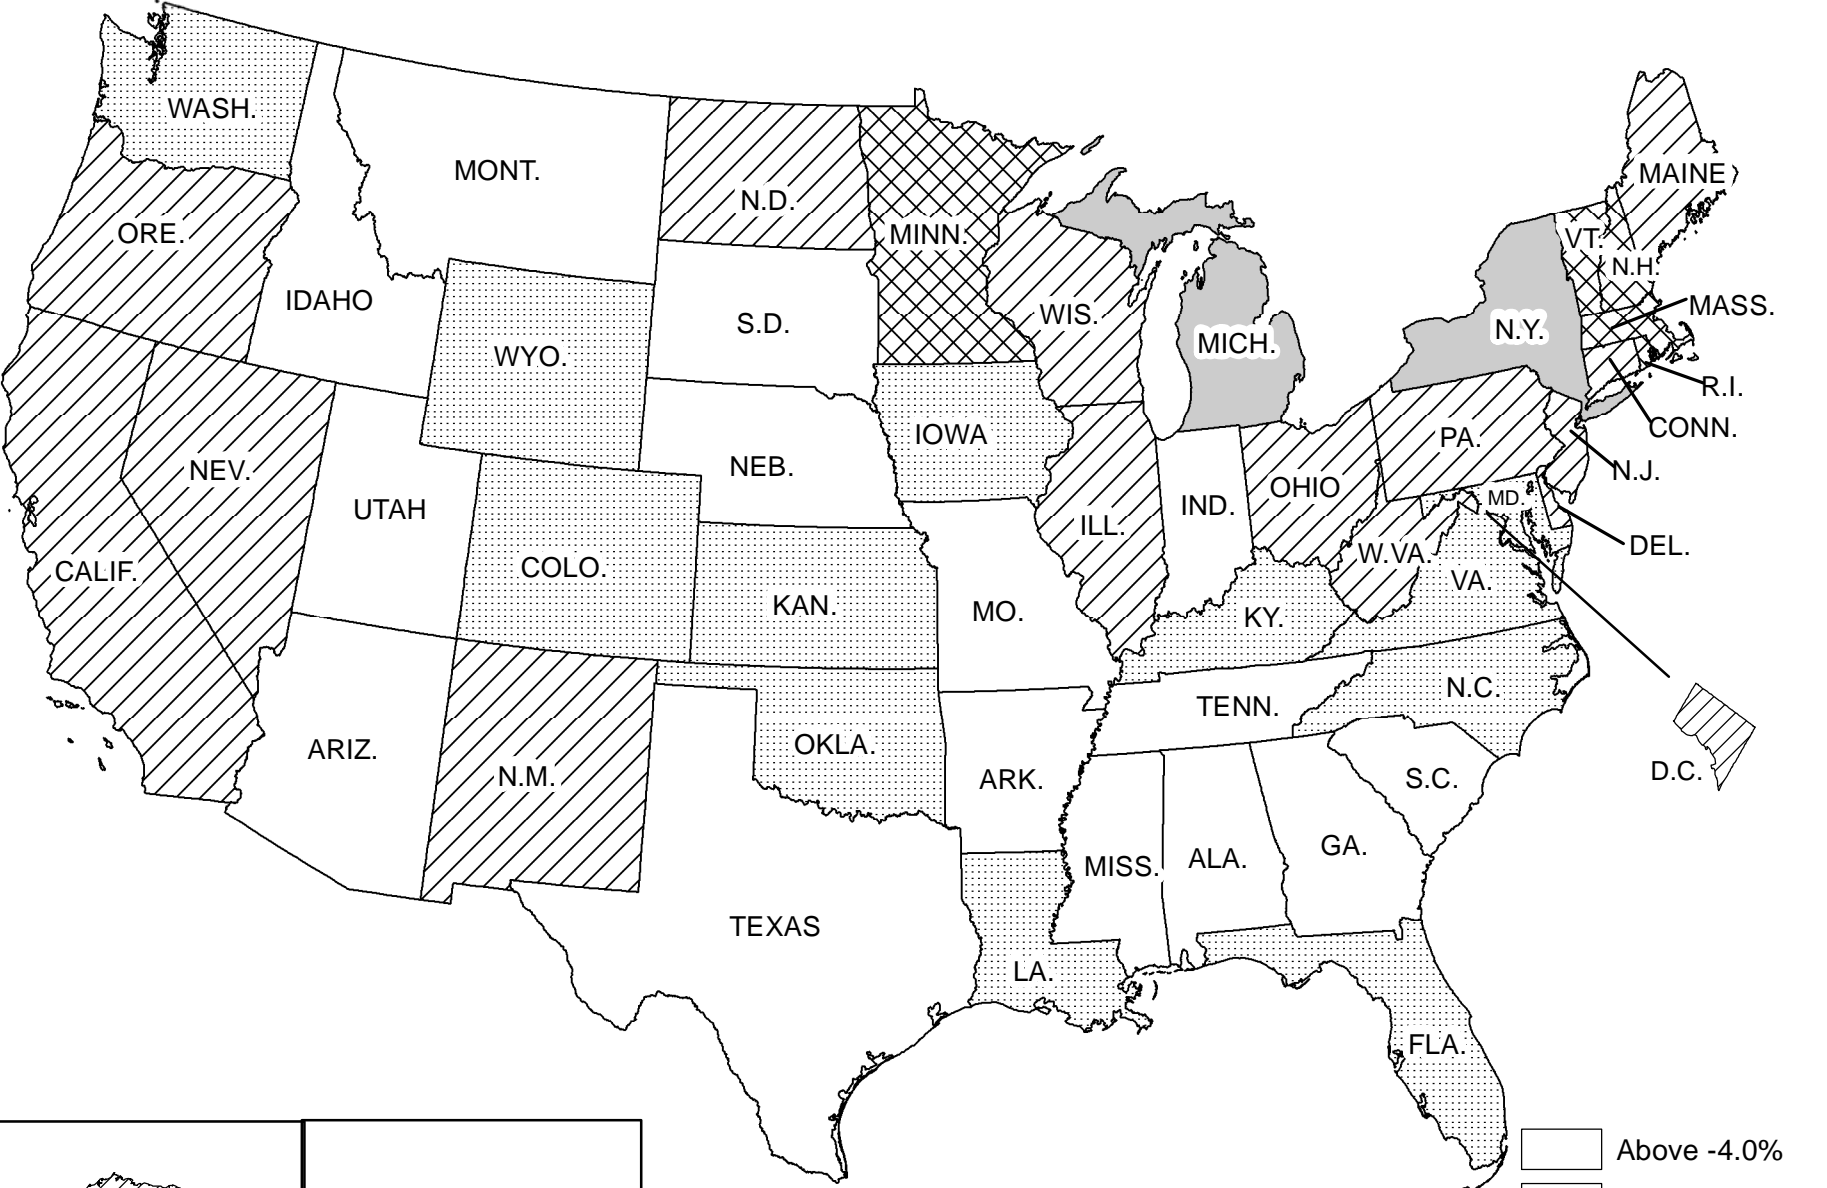 WASH.
MONT.
N.D.
MINN.
MAINE
ORE.
IDAHO
WYO.
S.D.
WIS.
MICH.
N.Y.
VT.
N.H.
MASS.
R.I.
CONN.
N.J.
PA.
NEV.
UTAH
NEB.
IOWA
ILL.
IND.
OHIO
MD.
DEL.
W.VA.
VA.
CALIF.
COLO.
KAN.
MO.
KY.
N.C.
TENN.
D.C.
ARIZ.
N.M.
OKLA.
ARK.
S.C.
MISS.
ALA.
GA.
TEXAS
LA.
FLA.
Above -4.0%